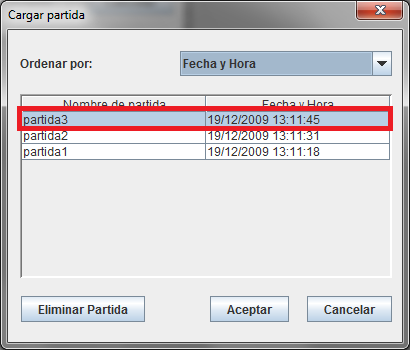 Cargar partida
Ordenar por: Fecha y Hora
Nombre de partida Fecha y Hora
partida3 19/12/2009 13:11:45
partida2 19/12/2009 13:11:31
partida1 19/12/2009 13:11:18
Eliminar Partida Aceptar Cancelar